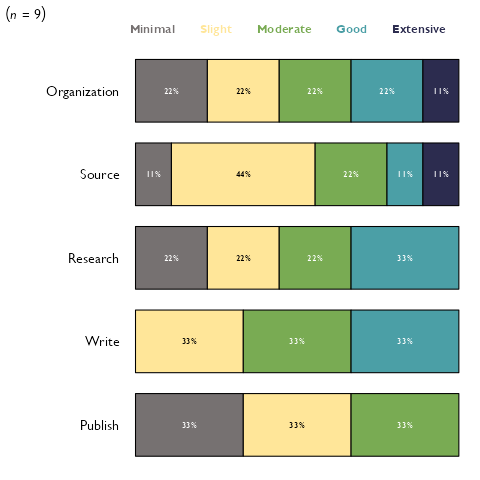 (n = 9)
Minimal Slight Moderate Good Extensive
Organization 22% 22% 22% 22% 11%
Source 11% 44% 22% 11% 11%
Research 22% 22% 22% 33%
Write 33% 33% 33%
Publish 33% 33% 33%